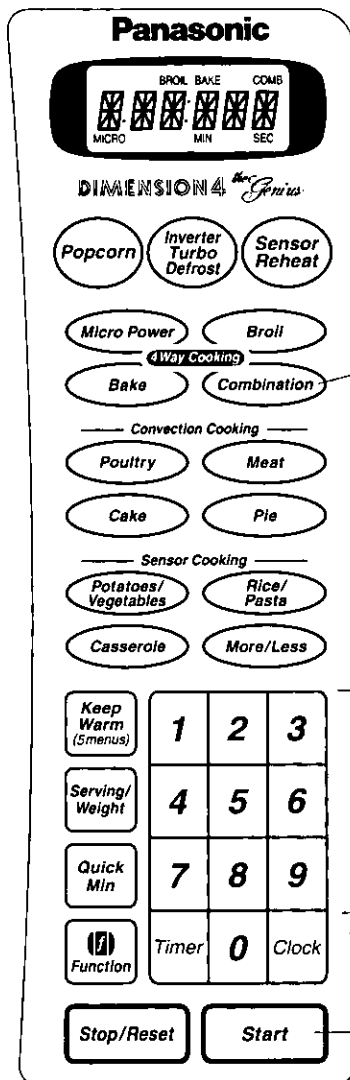 Panasonic
BROIL BAKE COMB
MICRO MIN SEC
DIMENSION 4 the Genius
Popcorn
Inverter
Turbo
Defrost
Sensor
Reheat
Micro Power
Broil
4 Way Cooking
Bake
Combination
Convection Cooking
Poultry
Meat
Cake
Pie
Sensor Cooking
Potatoes/
Vegetables
Rice/
Pasta
Casserole
More/Less
Keep
Warm
(5menus)
1 2 3
Serving/
Weight
4 5 6
Quick
Min
7 8 9
f
Function
Timer 0 Clock
Stop/Reset
Start